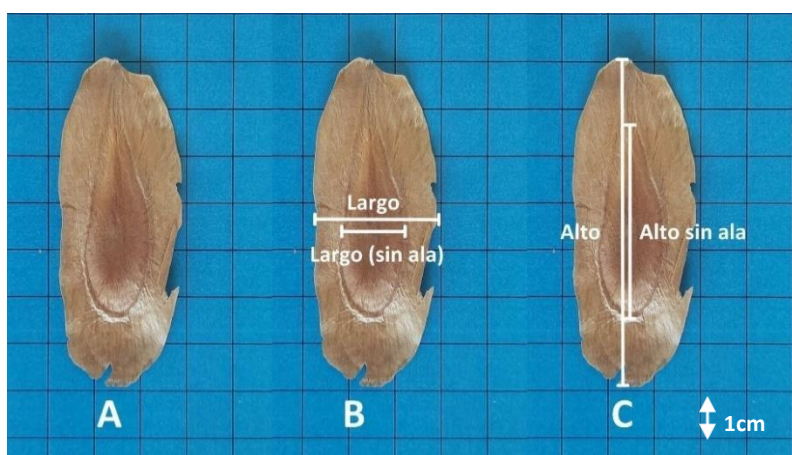 Largo
Largo (sin ala)
Alto
Alto sin ala
A
B
C
1cm